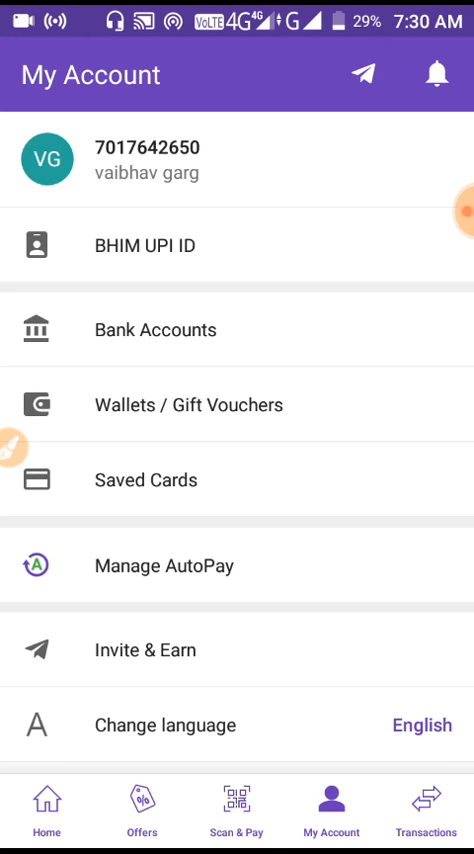 VoLTE 4G 4G G 29% 7:30 AM
My Account
VG
7017642650
vaibhav garg
BHIM UPI ID
Bank Accounts
Wallets / Gift Vouchers
Saved Cards
A Manage AutoPay
Invite & Earn
A Change language English
%
Home Offers Scan & Pay My Account Transactions